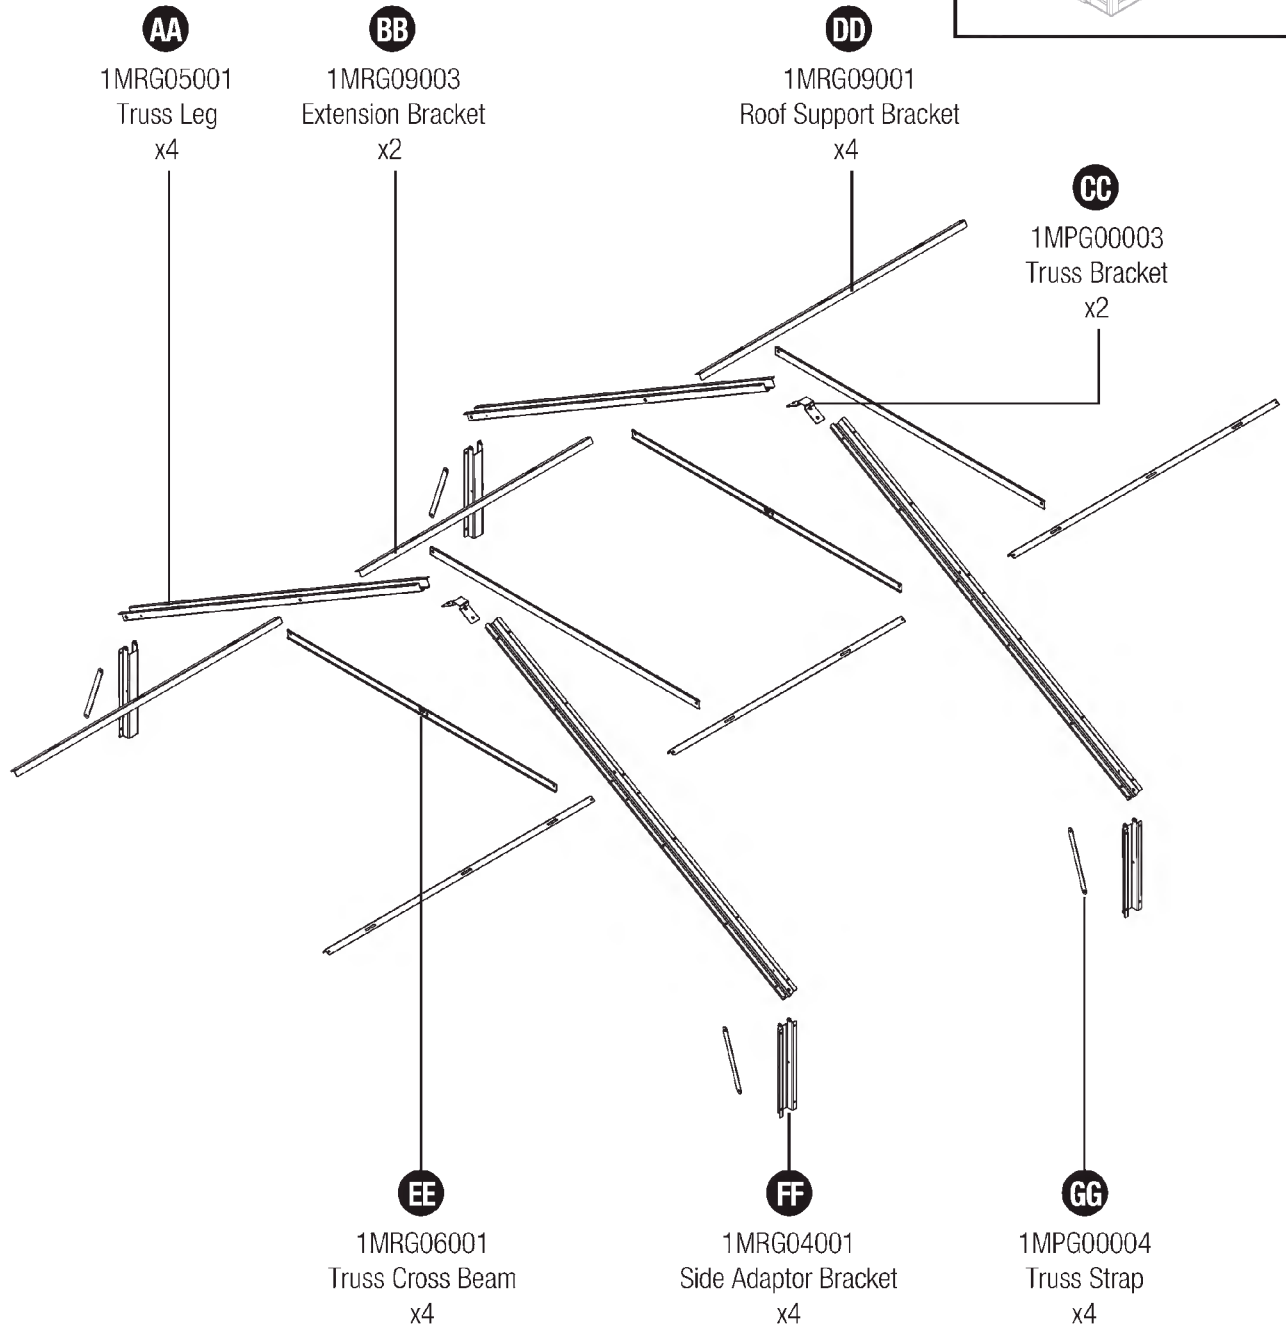 AA
1MRG05001
Truss Leg
x4
BB
1MRG09003
Extension Bracket
x2
DD
1MRG09001
Roof Support Bracket
x4
CC
1MPG00003
Truss Bracket
x2
EE
1MRG06001
Truss Cross Beam
x4
FF
1MRG04001
Side Adaptor Bracket
x4
GG
1MPG00004
Truss Strap
x4